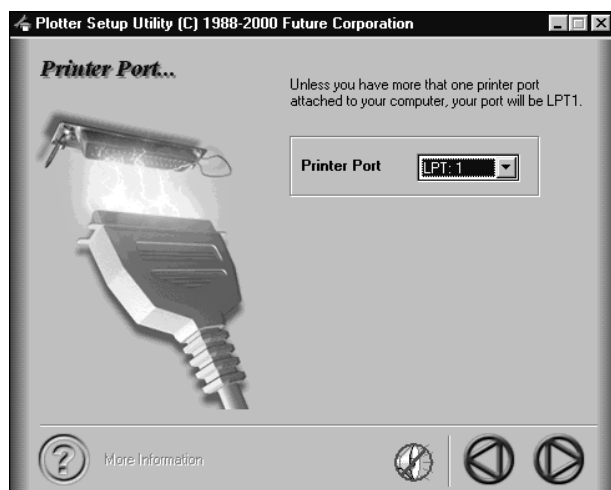 Plotter Setup Utility (C) 1988-2000 Future Corporation
Printer Port...
Unless you have more that one printer port
attached to your computer, your port will be LPT1.
Printer Port
LPT: 1
More Information